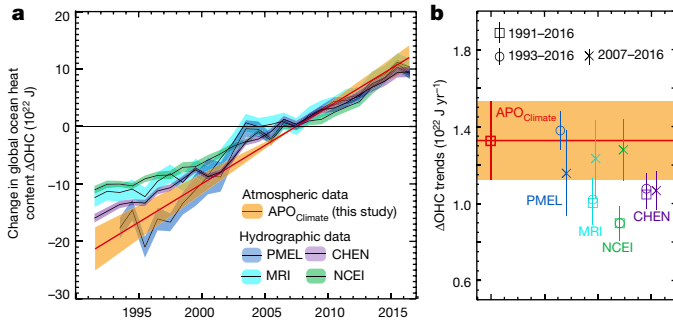 a
Change in global ocean heat
content ΔOHC (10²² J)
20
10
0
−10
−20
−30
1995
2000
2005
2010
2015
Atmospheric data
APO_Climate (this study)
Hydrographic data
PMEL
CHEN
MRI
NCEI
b
ΔOHC trends (10²² J yr⁻¹)
1.8
1.4
1.0
0.6
1991–2016
1993–2016
2007–2016
APO_Climate
PMEL
MRI
NCEI
CHEN